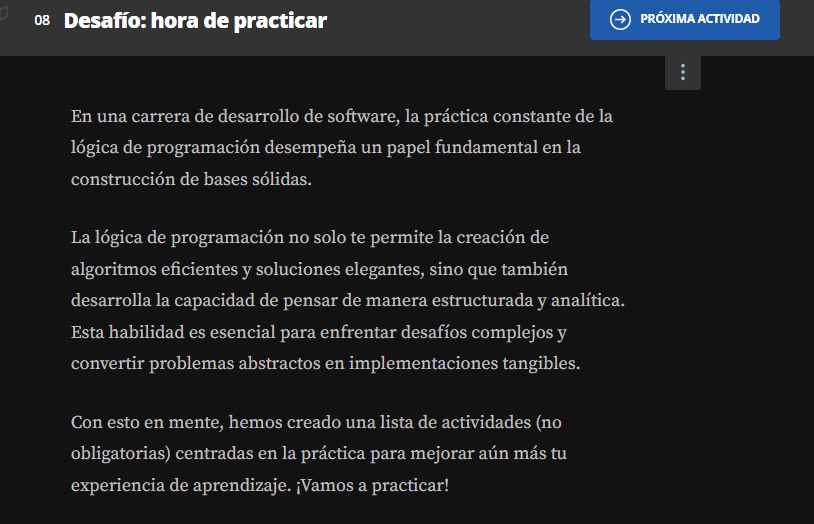 08 Desafío: hora de practicar
PRÓXIMA ACTIVIDAD
En una carrera de desarrollo de software, la práctica constante de la
lógica de programación desempeña un papel fundamental en la
construcción de bases sólidas.
La lógica de programación no solo te permite la creación de
algoritmos eficientes y soluciones elegantes, sino que también
desarrolla la capacidad de pensar de manera estructurada y analítica.
Esta habilidad es esencial para enfrentar desafíos complejos y
convertir problemas abstractos en implementaciones tangibles.
Con esto en mente, hemos creado una lista de actividades (no
obligatorias) centradas en la práctica para mejorar aún más tu
experiencia de aprendizaje. ¡Vamos a practicar!